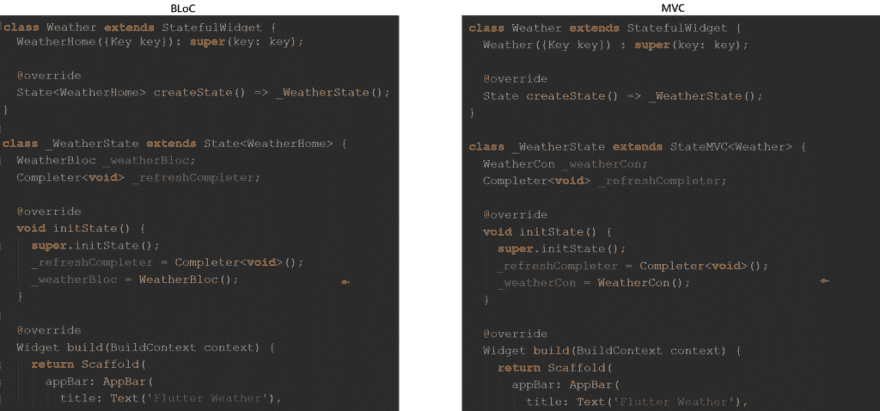 BLoC
class Weather extends StatefulWidget {
WeatherHome({Key key}): super(key: key);
@override
State<WeatherHome> createState() => _WeatherState();
}
class _WeatherState extends State<WeatherHome> {
WeatherBloc _weatherBloc;
Completer<void> _refreshCompleter;
@override
void initState() {
super.initState();
_refreshCompleter = Completer<void>();
_weatherBloc = WeatherBloc();
}
@override
Widget build(BuildContext context) {
return Scaffold(
appBar: AppBar(
title: Text('Flutter Weather'),
MVC
class Weather extends StatefulWidget {
Weather({Key key}) : super(key: key);
@override
State createState() => _WeatherState();
}
class _WeatherState extends StateMVC<Weather> {
WeatherCon _weatherCon;
Completer<void> _refreshCompleter;
@override
void initState() {
super.initState();
_refreshCompleter = Completer<void>();
_weatherCon = WeatherCon();
}
@override
Widget build(BuildContext context) {
return Scaffold(
appBar: AppBar(
title: Text('Flutter Weather'),